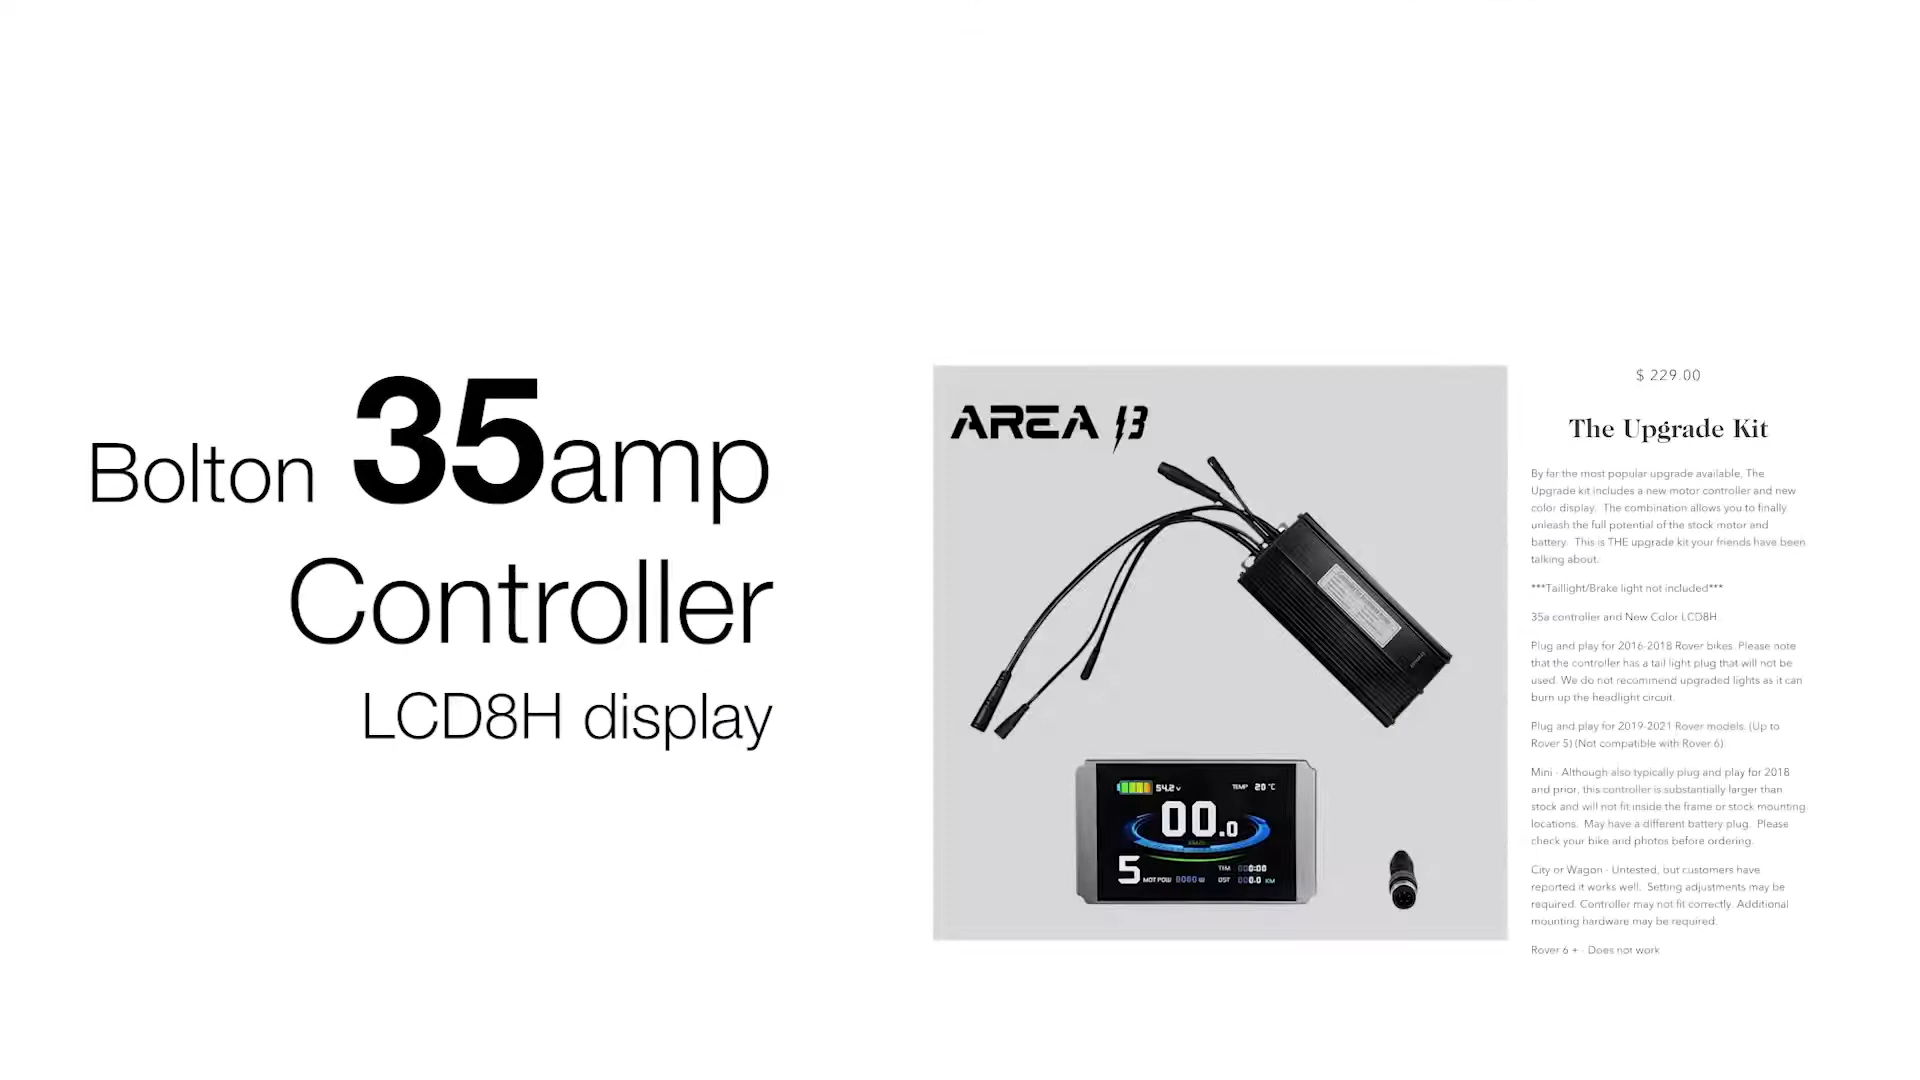 Bolton 35amp
Controller
LCD8H display
AREA 13
54.2 v
TEMP 20 °C
00.0
5
MOT POW 0000 W
TIM 000:00
DST 000.0 KM
$ 229.00
The Upgrade Kit
By far the most popular upgrade available, The
Upgrade kit includes a new motor controller and new
color display. The combination allows you to finally
unleash the full potential of the stock motor and
battery. This is THE upgrade kit your friends have been
talking about.
***Taillight/Brake light not included***
35a controller and New Color LCD8H.
Plug and play for 2016-2018 Rover bikes. Please note
that the controller has a tail light plug that will not be
used. We do not recommend upgraded lights as it can
burn up the headlight circuit.
Plug and play for 2019-2021 Rover models. (Up to
Rover 5) (Not compatible with Rover 6)
Mini - Although also typically plug and play for 2018
and prior, this controller is substantially larger than
stock and will not fit inside the frame or stock mounting
locations. May have a different battery plug. Please
check your bike and photos before ordering.
City or Wagon - Untested, but customers have
reported it works well. Setting adjustments may be
required. Controller may not fit correctly. Additional
mounting hardware may be required.
Rover 6 + - Does not work